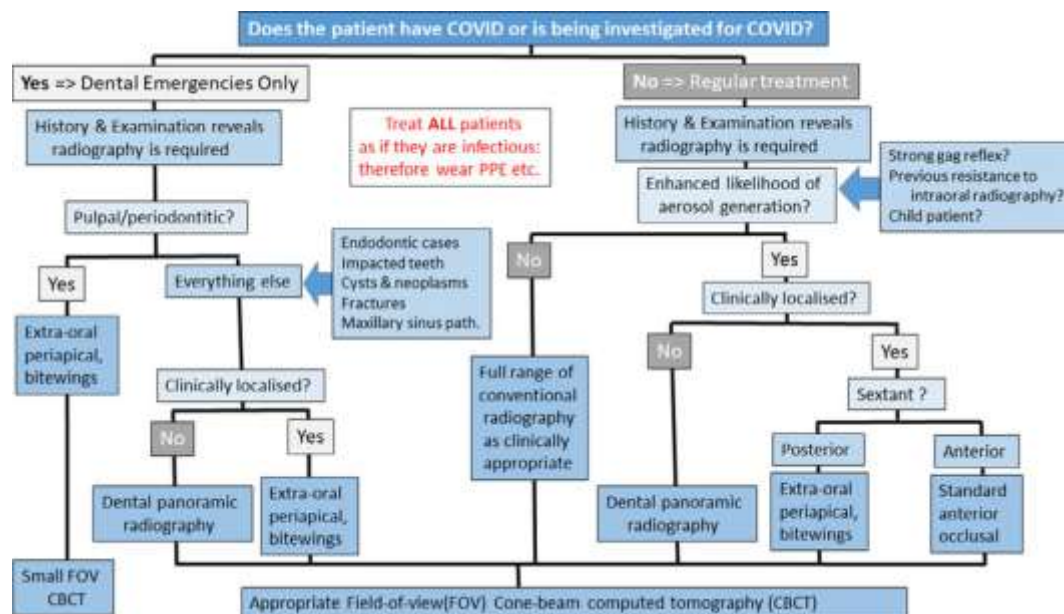 Does the patient have COVID or is being investigated for COVID?
Yes => Dental Emergencies Only
No => Regular treatment
History & Examination reveals
radiography is required
Treat ALL patients
as if they are infectious:
therefore wear PPE etc.
History & Examination reveals
radiography is required
Strong gag reflex?
Previous resistance to
intraoral radiography?
Child patient?
Enhanced likelihood of
aerosol generation?
Pulpal/periodontitic?
Endodontic cases
Impacted teeth
Cysts & neoplasms
Fractures
Maxillary sinus path.
No
Yes
Yes
Everything else
Clinically localised?
Extra-oral
periapical,
bitewings
No
Yes
Full range of
conventional
radiography
as clinically
appropriate
Clinically localised?
Sextant ?
No
Yes
Posterior
Anterior
Dental panoramic
radiography
Extra-oral
periapical,
bitewings
Dental panoramic
radiography
Extra-oral
periapical,
bitewings
Standard
anterior
occlusal
Small FOV
CBCT
Appropriate Field-of-view(FOV) Cone-beam computed tomography (CBCT)